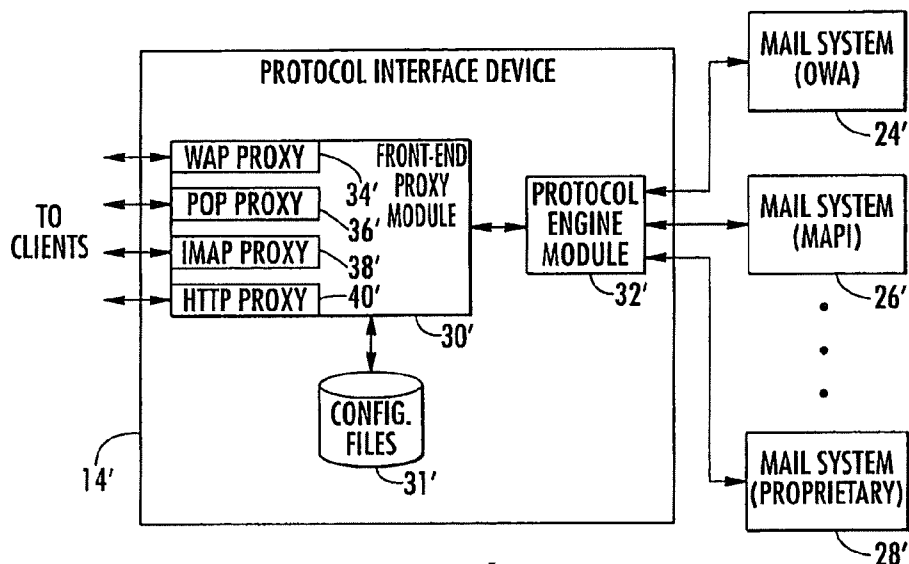 PROTOCOL INTERFACE DEVICE
WAP PROXY
34'
POP PROXY
36'
IMAP PROXY
38'
HTTP PROXY
40'
FRONT-END
PROXY
MODULE
30'
TO
CLIENTS
CONFIG.
FILES
31'
14'
PROTOCOL
ENGINE
MODULE
32'
MAIL SYSTEM
(OWA)
24'
MAIL SYSTEM
(MAPI)
26'
MAIL SYSTEM
(PROPRIETARY)
28'